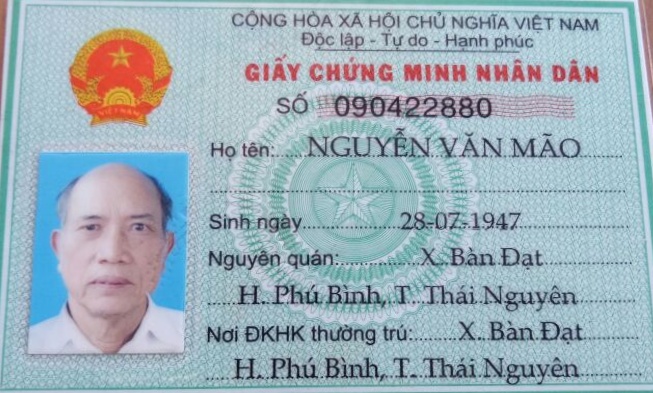 CỘNG HÒA XÃ HỘI CHỦ NGHĨA VIỆT NAM
Độc lập - Tự do - Hạnh phúc
GIẤY CHỨNG MINH NHÂN DÂN
SỐ 090422880
Họ tên: NGUYỄN VĂN MÃO
Sinh ngày 28-07-1947
Nguyên quán: X. Bàn Đạt
H. Phú Bình, T. Thái Nguyên
Nơi ĐKHK thường trú: X. Bàn Đạt
H. Phú Bình, T. Thái Nguyên
VIỆT NAM